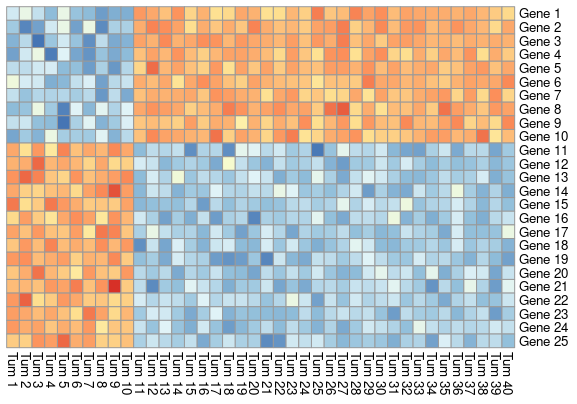 Gene 1
Gene 2
Gene 3
Gene 4
Gene 5
Gene 6
Gene 7
Gene 8
Gene 9
Gene 10
Gene 11
Gene 12
Gene 13
Gene 14
Gene 15
Gene 16
Gene 17
Gene 18
Gene 19
Gene 20
Gene 21
Gene 22
Gene 23
Gene 24
Gene 25
Tum 1
Tum 2
Tum 3
Tum 4
Tum 5
Tum 6
Tum 7
Tum 8
Tum 9
Tum 10
Tum 11
Tum 12
Tum 13
Tum 14
Tum 15
Tum 16
Tum 17
Tum 18
Tum 19
Tum 20
Tum 21
Tum 22
Tum 23
Tum 24
Tum 25
Tum 26
Tum 27
Tum 28
Tum 29
Tum 30
Tum 31
Tum 32
Tum 33
Tum 34
Tum 35
Tum 36
Tum 37
Tum 38
Tum 39
Tum 40